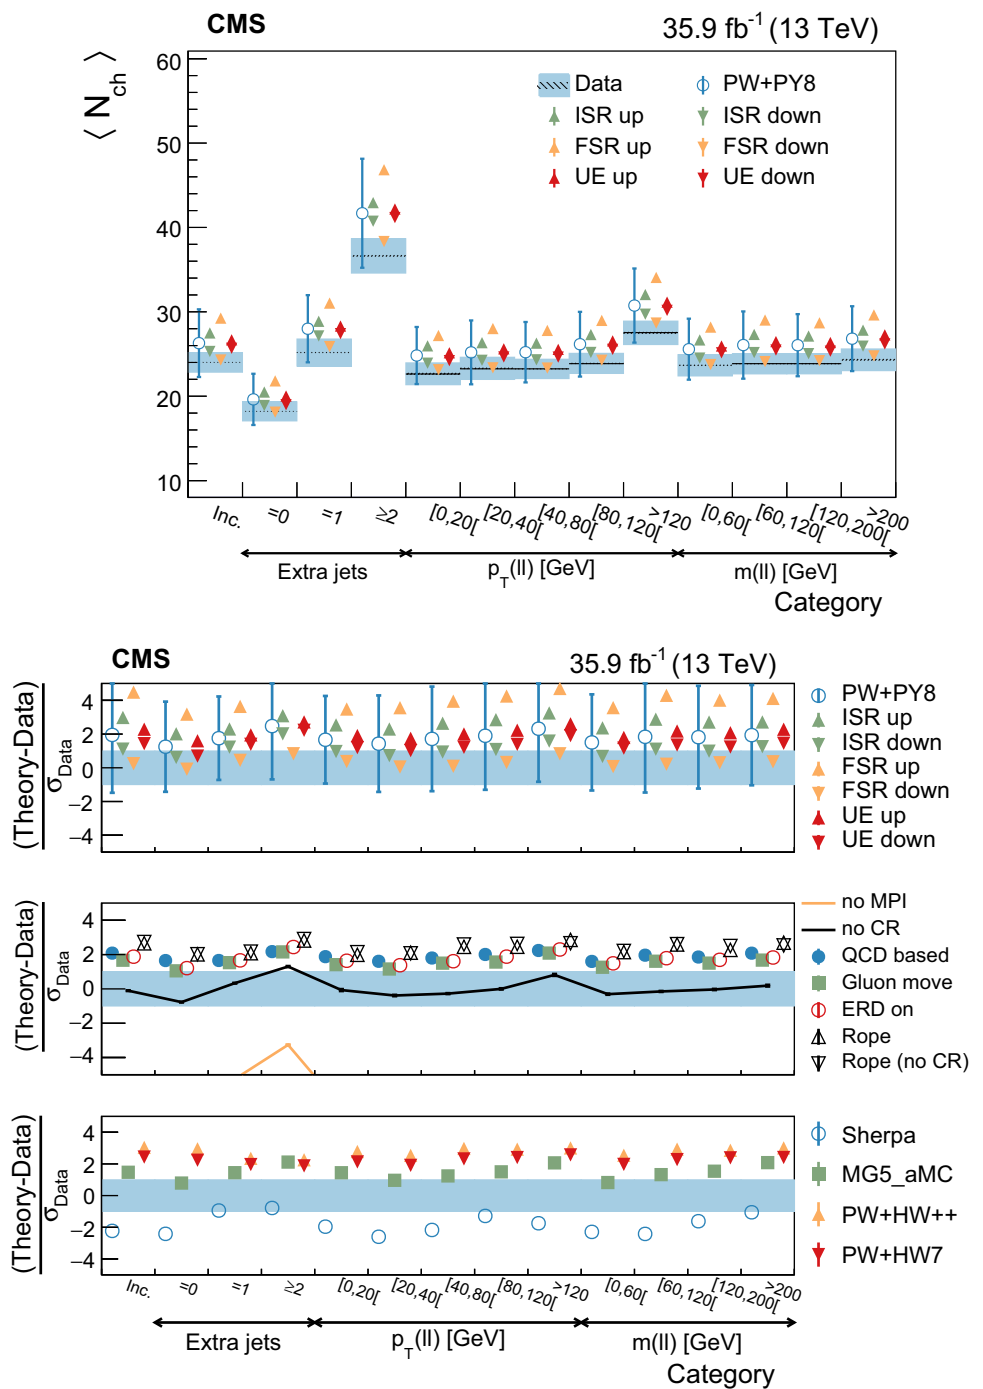 CMS 35.9 fb⁻¹ (13 TeV)
⟨ N_ch ⟩
60
50
40
30
20
10
Data PW+PY8
ISR up ISR down
FSR up FSR down
UE up UE down
Inc. =0 =1 ≥2 [0,20[ [20,40[ [40,80[ [80,120[ >120 [0,60[ [60,120[ [120,200[ >200
Extra jets p_T(ll) [GeV] m(ll) [GeV]
Category
CMS 35.9 fb⁻¹ (13 TeV)
(Theory-Data)
σ_Data
4
2
0
−2
−4
PW+PY8
ISR up
ISR down
FSR up
FSR down
UE up
UE down
(Theory-Data)
σ_Data
4
2
0
−2
−4
no MPI
no CR
QCD based
Gluon move
ERD on
Rope
Rope (no CR)
(Theory-Data)
σ_Data
4
2
0
−2
−4
Sherpa
MG5_aMC
PW+HW++
PW+HW7
Inc. =0 =1 ≥2 [0,20[ [20,40[ [40,80[ [80,120[ >120 [0,60[ [60,120[ [120,200[ >200
Extra jets p_T(ll) [GeV] m(ll) [GeV]
Category